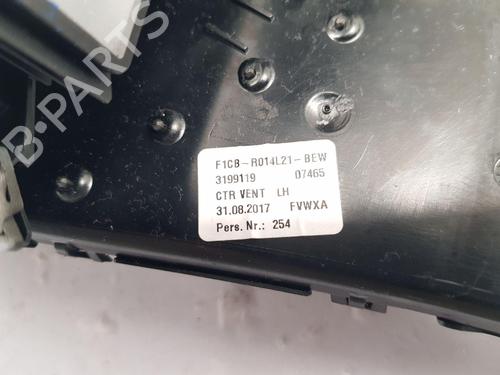 B-PARTS
F1CB-R014L21-BEW
3199119 07465
CTR VENT LH
31.08.2017 FVWXA
Pers. Nr.: 254